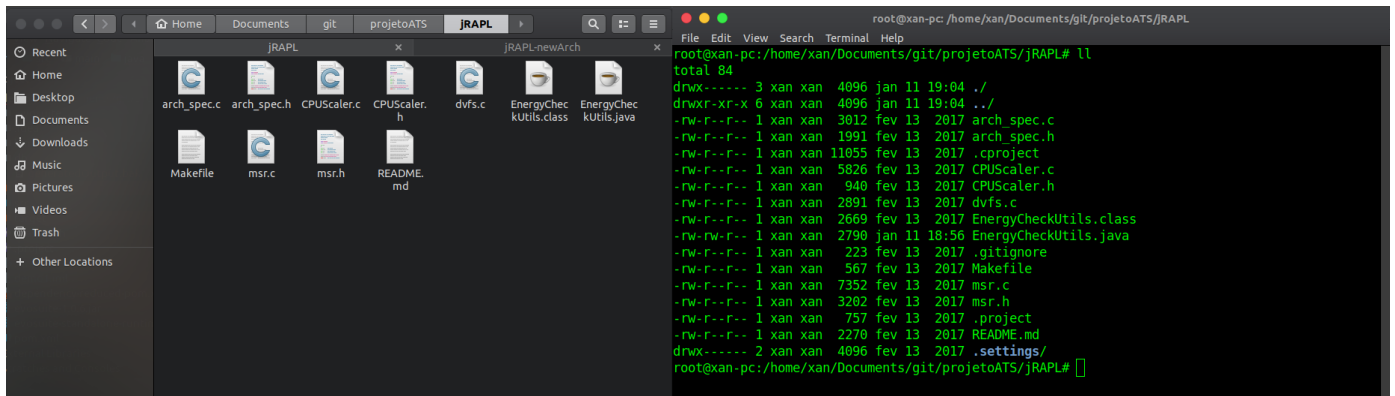 Home Documents git projetoATS jRAPL
Recent
Home
Desktop
Documents
Downloads
Music
Pictures
Videos
Trash
+ Other Locations
jRAPL × jRAPL-newArch ×
arch_spec.c arch_spec.h CPUScaler.c CPUScaler. dvfs.c EnergyChec EnergyChec
h kUtils.class kUtils.java
Makefile msr.c msr.h README.
md
root@xan-pc: /home/xan/Documents/git/projetoATS/jRAPL
File Edit View Search Terminal Help
root@xan-pc:/home/xan/Documents/git/projetoATS/jRAPL# ll
total 84
drwx------ 3 xan xan 4096 jan 11 19:04 ./
drwxr-xr-x 6 xan xan 4096 jan 11 19:04 ../
-rw-r--r-- 1 xan xan 3012 fev 13 2017 arch_spec.c
-rw-r--r-- 1 xan xan 1991 fev 13 2017 arch_spec.h
-rw-r--r-- 1 xan xan 11055 fev 13 2017 .cproject
-rw-r--r-- 1 xan xan 5826 fev 13 2017 CPUScaler.c
-rw-r--r-- 1 xan xan 940 fev 13 2017 CPUScaler.h
-rw-r--r-- 1 xan xan 2891 fev 13 2017 dvfs.c
-rw-r--r-- 1 xan xan 2669 fev 13 2017 EnergyCheckUtils.class
-rw-rw-r-- 1 xan xan 2790 jan 11 18:56 EnergyCheckUtils.java
-rw-r--r-- 1 xan xan 223 fev 13 2017 .gitignore
-rw-r--r-- 1 xan xan 567 fev 13 2017 Makefile
-rw-r--r-- 1 xan xan 7352 fev 13 2017 msr.c
-rw-r--r-- 1 xan xan 3202 fev 13 2017 msr.h
-rw-r--r-- 1 xan xan 757 fev 13 2017 .project
-rw-r--r-- 1 xan xan 2270 fev 13 2017 README.md
drwx------ 2 xan xan 4096 fev 13 2017 .settings/
root@xan-pc:/home/xan/Documents/git/projetoATS/jRAPL#